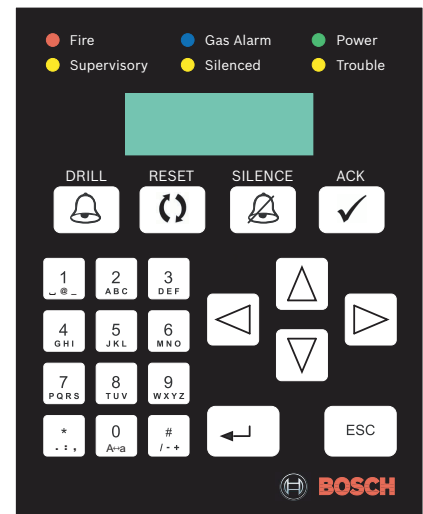 Fire Gas Alarm Power
Supervisory Silenced Trouble
DRILL RESET SILENCE ACK
1 2 3
␣ @ _ ABC DEF
4 5 6
GHI JKL MNO
7 8 9
PQRS TUV WXYZ
* 0 # ESC
. : , A↔a / - +
BOSCH